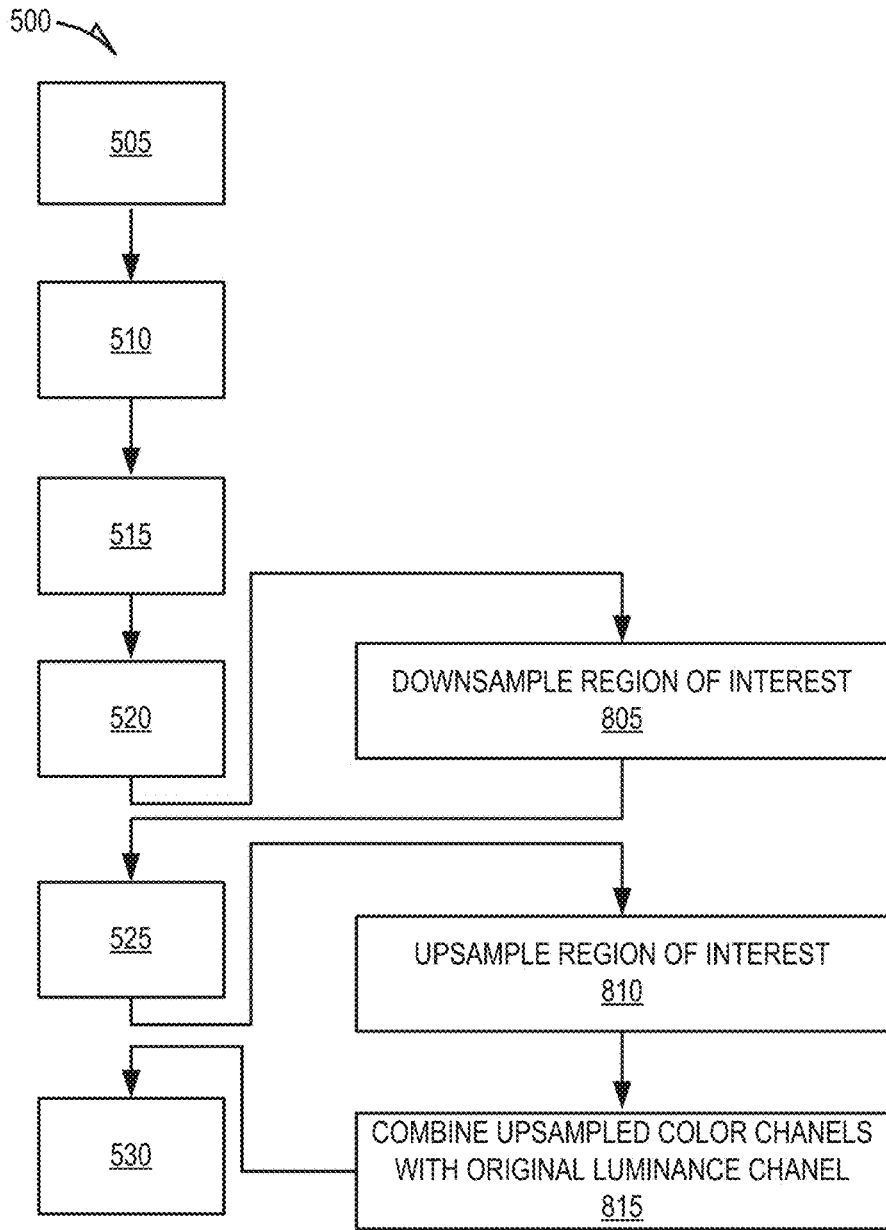 500
505
510
515
520
DOWNSAMPLE REGION OF INTEREST
805
525
UPSAMPLE REGION OF INTEREST
810
530
COMBINE UPSAMPLED COLOR CHANELS
WITH ORIGINAL LUMINANCE CHANEL
815